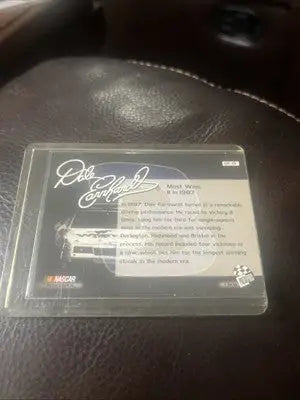 Dale
Earnhardt
Most Wins
In 1987, Dale Earnhardt turned in a remarkable
driving performance. He raced to victory 11
times, tying him for third for single-season
wins in the modern era and sweeping
Darlington, Richmond and Bristol in the
process. His record included four victories in
a row, which ties him for the longest winning
streak in the modern era.
NASCAR
PRESS
PASS